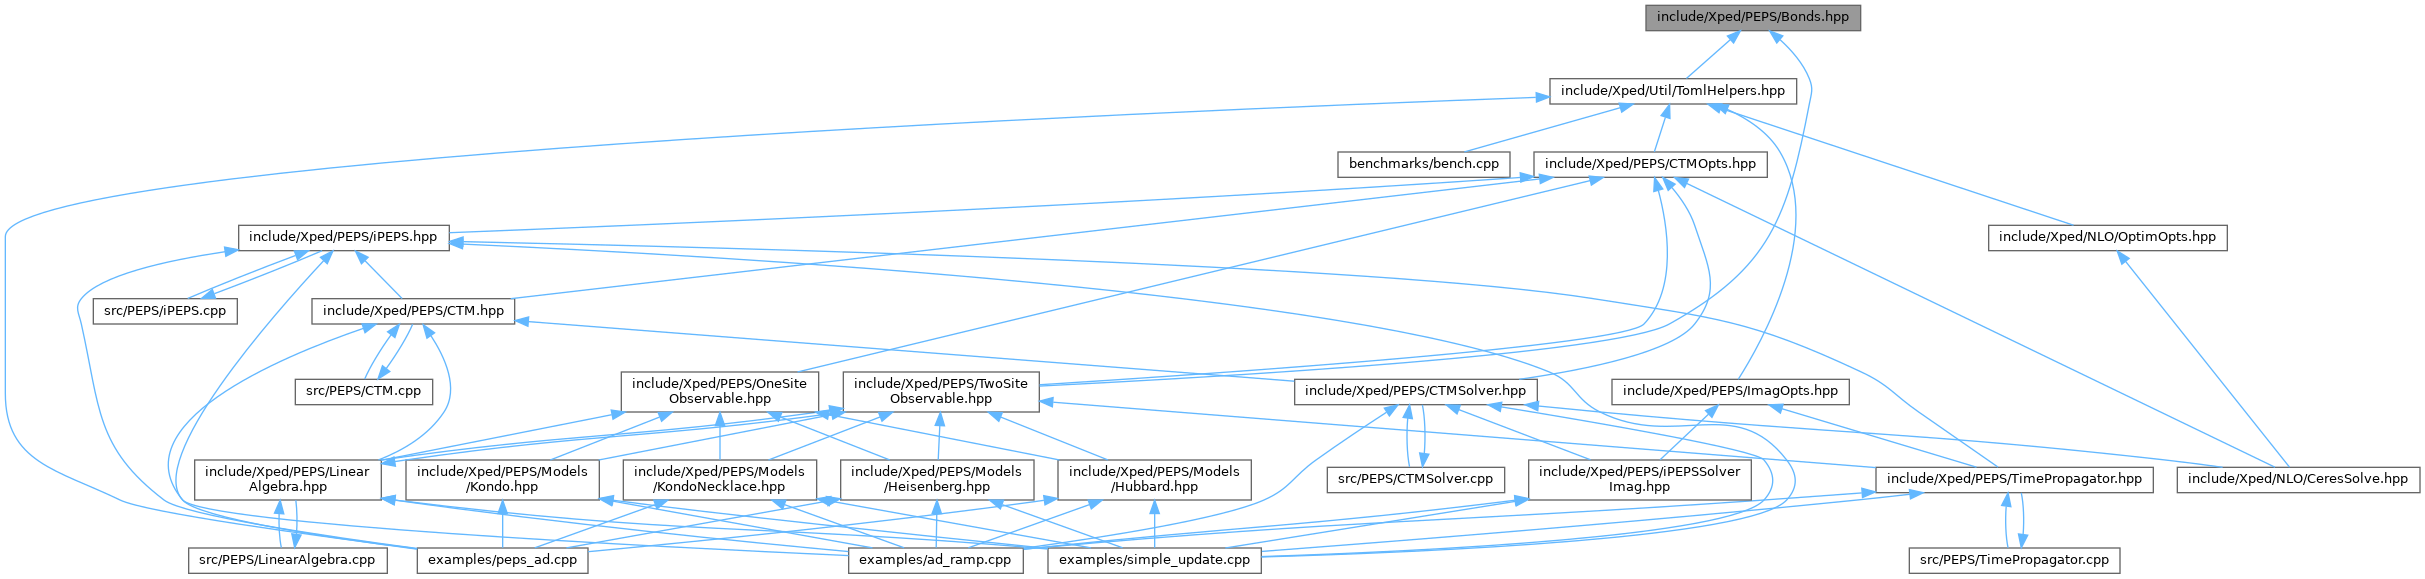 include/Xped/PEPS/Bonds.hpp
include/Xped/Util/TomlHelpers.hpp
benchmarks/bench.cpp
include/Xped/PEPS/CTMOpts.hpp
include/Xped/PEPS/iPEPS.hpp
include/Xped/NLO/OptimOpts.hpp
src/PEPS/iPEPS.cpp
include/Xped/PEPS/CTM.hpp
src/PEPS/CTM.cpp
include/Xped/PEPS/OneSite
Observable.hpp
include/Xped/PEPS/TwoSite
Observable.hpp
include/Xped/PEPS/CTMSolver.hpp
include/Xped/PEPS/ImagOpts.hpp
include/Xped/PEPS/Linear
Algebra.hpp
include/Xped/PEPS/Models
/Kondo.hpp
include/Xped/PEPS/Models
/KondoNecklace.hpp
include/Xped/PEPS/Models
/Heisenberg.hpp
include/Xped/PEPS/Models
/Hubbard.hpp
src/PEPS/CTMSolver.cpp
include/Xped/PEPS/iPEPSSolver
Imag.hpp
include/Xped/PEPS/TimePropagator.hpp
include/Xped/NLO/CeresSolve.hpp
src/PEPS/LinearAlgebra.cpp
examples/peps_ad.cpp
examples/ad_ramp.cpp
examples/simple_update.cpp
src/PEPS/TimePropagator.cpp